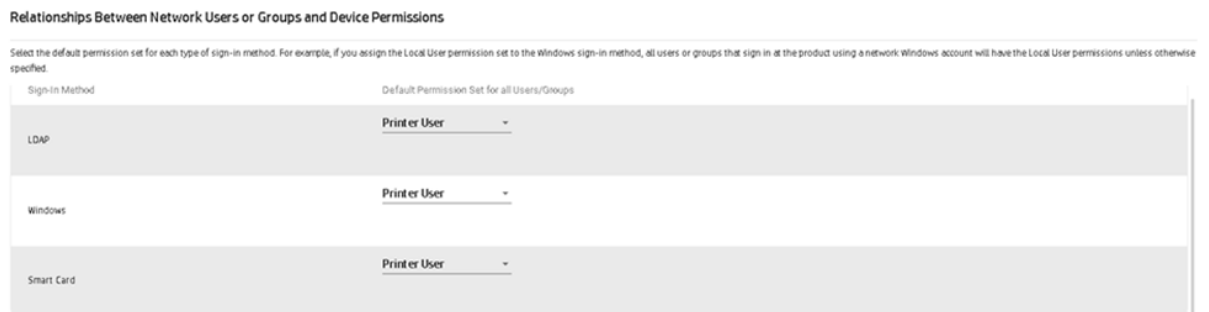 Relationships Between Network Users or Groups and Device Permissions
Select the default permission set for each type of sign-in method. For example, if you assign the Local User permission set to the Windows sign-in method, all users or groups that sign in at the product using a network Windows account will have the Local User permissions unless otherwise
specified.
Sign-In Method Default Permission Set for all Users/Groups
Printer User
LDAP
Printer User
Windows
Printer User
Smart Card